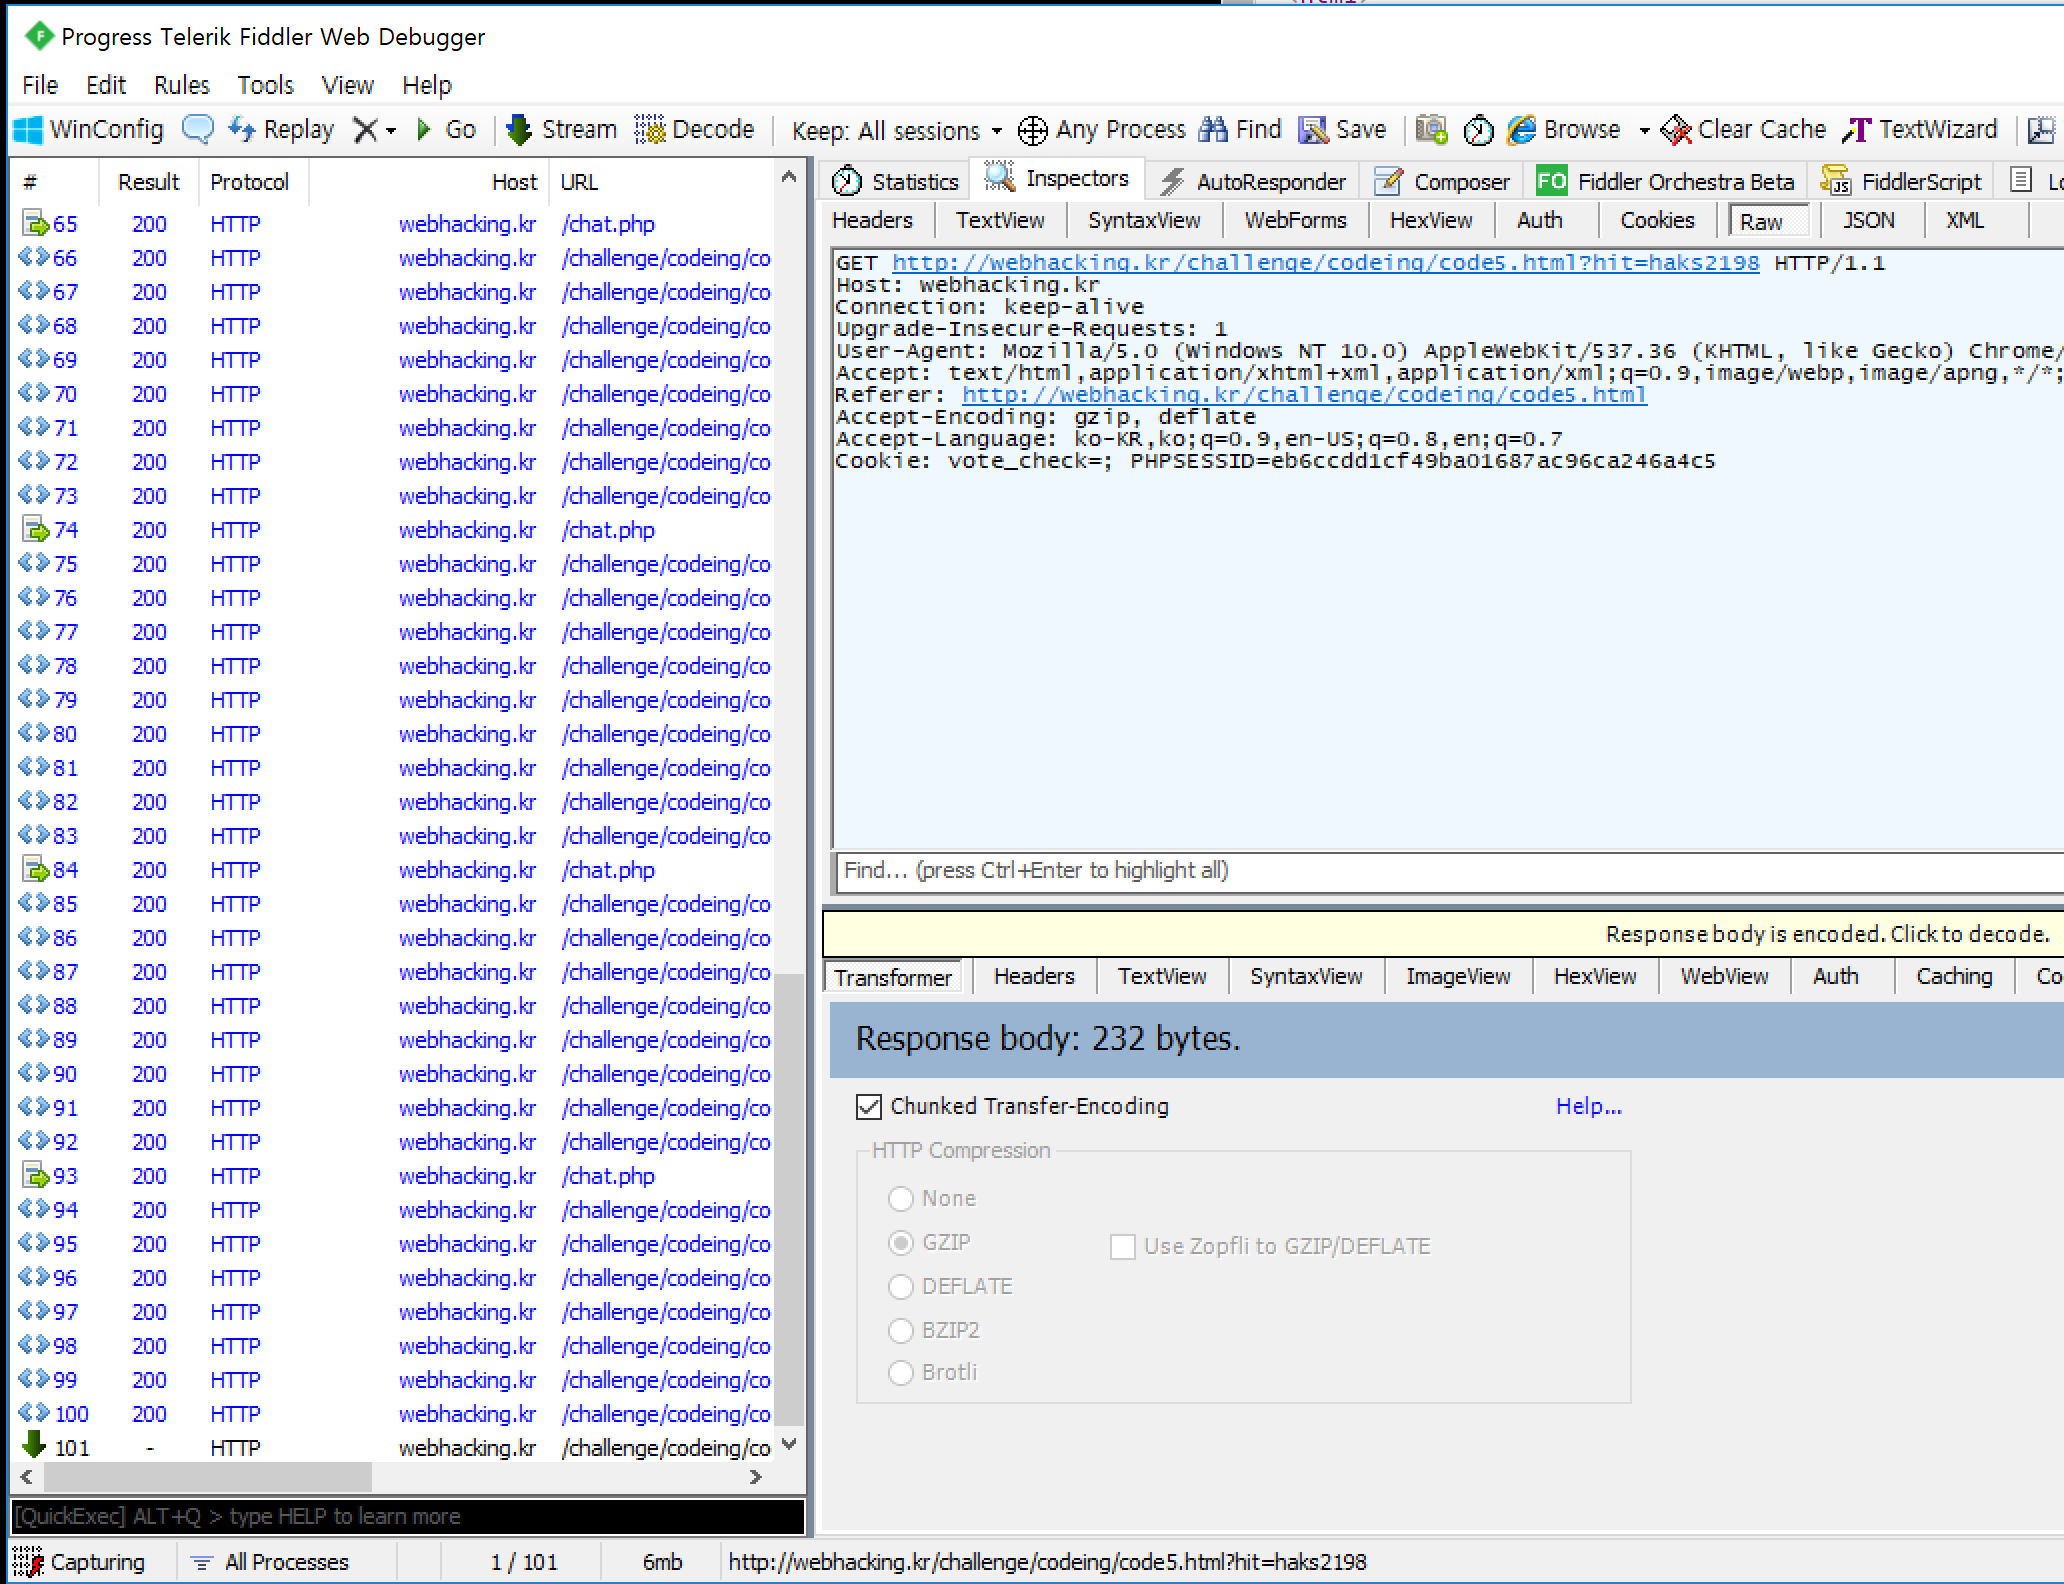 Progress Telerik Fiddler Web Debugger
File Edit Rules Tools View Help
WinConfig Replay Go Stream Decode Keep: All sessions Any Process Find Save Browse Clear Cache TextWizard
# Result Protocol Host URL
65 200 HTTP webhacking.kr /chat.php
66 200 HTTP webhacking.kr /challenge/codeing/co
67 200 HTTP webhacking.kr /challenge/codeing/co
68 200 HTTP webhacking.kr /challenge/codeing/co
69 200 HTTP webhacking.kr /challenge/codeing/co
70 200 HTTP webhacking.kr /challenge/codeing/co
71 200 HTTP webhacking.kr /challenge/codeing/co
72 200 HTTP webhacking.kr /challenge/codeing/co
73 200 HTTP webhacking.kr /challenge/codeing/co
74 200 HTTP webhacking.kr /chat.php
75 200 HTTP webhacking.kr /challenge/codeing/co
76 200 HTTP webhacking.kr /challenge/codeing/co
77 200 HTTP webhacking.kr /challenge/codeing/co
78 200 HTTP webhacking.kr /challenge/codeing/co
79 200 HTTP webhacking.kr /challenge/codeing/co
80 200 HTTP webhacking.kr /challenge/codeing/co
81 200 HTTP webhacking.kr /challenge/codeing/co
82 200 HTTP webhacking.kr /challenge/codeing/co
83 200 HTTP webhacking.kr /challenge/codeing/co
84 200 HTTP webhacking.kr /chat.php
85 200 HTTP webhacking.kr /challenge/codeing/co
86 200 HTTP webhacking.kr /challenge/codeing/co
87 200 HTTP webhacking.kr /challenge/codeing/co
88 200 HTTP webhacking.kr /challenge/codeing/co
89 200 HTTP webhacking.kr /challenge/codeing/co
90 200 HTTP webhacking.kr /challenge/codeing/co
91 200 HTTP webhacking.kr /challenge/codeing/co
92 200 HTTP webhacking.kr /challenge/codeing/co
93 200 HTTP webhacking.kr /chat.php
94 200 HTTP webhacking.kr /challenge/codeing/co
95 200 HTTP webhacking.kr /challenge/codeing/co
96 200 HTTP webhacking.kr /challenge/codeing/co
97 200 HTTP webhacking.kr /challenge/codeing/co
98 200 HTTP webhacking.kr /challenge/codeing/co
99 200 HTTP webhacking.kr /challenge/codeing/co
100 200 HTTP webhacking.kr /challenge/codeing/co
101 - HTTP webhacking.kr /challenge/codeing/co
[QuickExec] ALT+Q > type HELP to learn more
Statistics Inspectors AutoResponder Composer FO Fiddler Orchestra Beta FiddlerScript Lo
Headers TextView SyntaxView WebForms HexView Auth Cookies Raw JSON XML
GET http://webhacking.kr/challenge/codeing/code5.html?hit=haks2198 HTTP/1.1
Host: webhacking.kr
Connection: keep-alive
Upgrade-Insecure-Requests: 1
User-Agent: Mozilla/5.0 (Windows NT 10.0) AppleWebKit/537.36 (KHTML, like Gecko) Chrome/
Accept: text/html,application/xhtml+xml,application/xml;q=0.9,image/webp,image/apng,*/*;
Referer: http://webhacking.kr/challenge/codeing/code5.html
Accept-Encoding: gzip, deflate
Accept-Language: ko-KR,ko;q=0.9,en-US;q=0.8,en;q=0.7
Cookie: vote_check=; PHPSESSID=eb6ccdd1cf49ba01687ac96ca246a4c5
Find... (press Ctrl+Enter to highlight all)
Response body is encoded. Click to decode.
Transformer Headers TextView SyntaxView ImageView HexView WebView Auth Caching Co
Response body: 232 bytes.
Chunked Transfer-Encoding Help...
HTTP Compression
None
GZIP Use Zopfli to GZIP/DEFLATE
DEFLATE
BZIP2
Brotli
Capturing All Processes 1 / 101 6mb http://webhacking.kr/challenge/codeing/code5.html?hit=haks2198